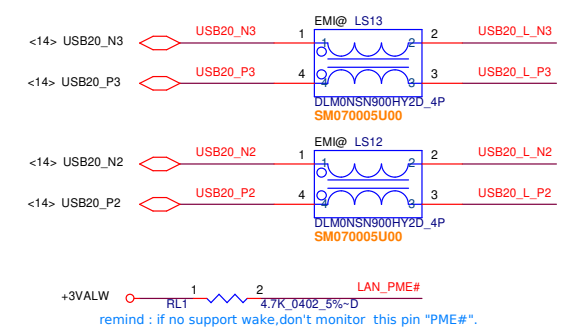 EMI@ LS13
<14> USB20_N3 USB20_N3 1 1 2 2 USB20_L_N3
<14> USB20_P3 USB20_P3 4 4 3 3 USB20_L_P3
DLM0NSN900HY2D_4P
SM070005U00
EMI@ LS12
<14> USB20_N2 USB20_N2 1 1 2 2 USB20_L_N2
<14> USB20_P2 USB20_P2 4 4 3 3 USB20_L_P2
DLM0NSN900HY2D_4P
SM070005U00
+3VALW 1 2 LAN_PME#
RL1 4.7K_0402_5%~D
remind : if no support wake,don't monitor this pin "PME#".